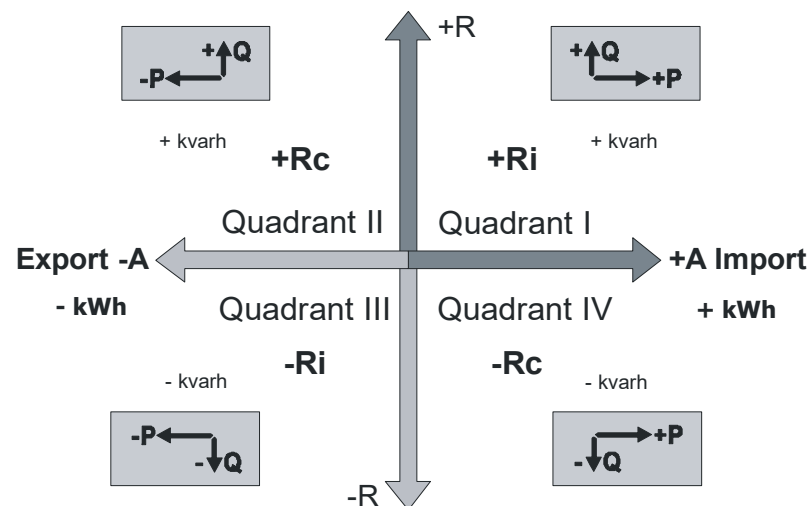 +R
+Q
-P
+Q
+P
+ kvarh
+ kvarh
+Rc
+Ri
Quadrant II
Quadrant I
Export -A
+A Import
- kWh
+ kWh
Quadrant III
Quadrant IV
-Ri
-Rc
- kvarh
- kvarh
-P
-Q
+P
-Q
-R